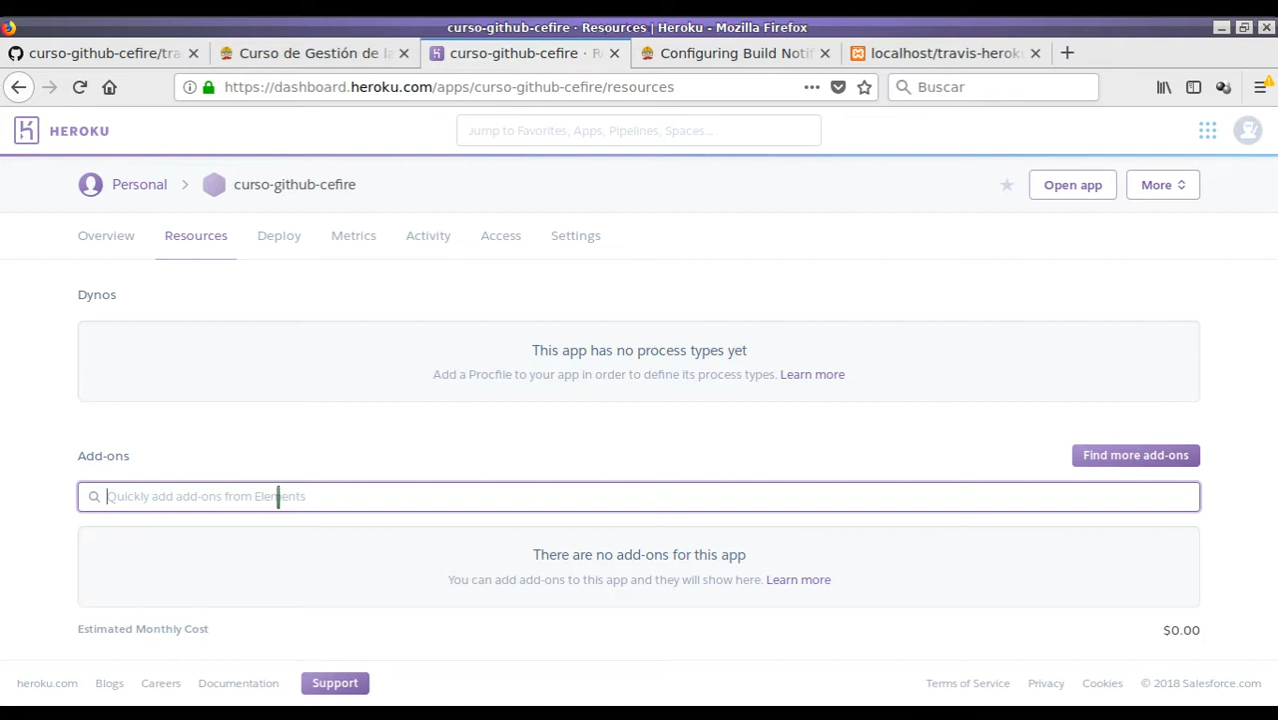 curso-github-cefire · Resources | Heroku - Mozilla Firefox
curso-github-cefire/tra
Curso de Gestión de la
curso-github-cefire · R
Configuring Build Notif
localhost/travis-heroku
https://dashboard.heroku.com/apps/curso-github-cefire/resources
Buscar
HEROKU
Jump to Favorites, Apps, Pipelines, Spaces...
Personal
curso-github-cefire
Open app
More
Overview
Resources
Deploy
Metrics
Activity
Access
Settings
Dynos
This app has no process types yet
Add a Procfile to your app in order to define its process types. Learn more
Add-ons
Find more add-ons
Quickly add add-ons from Elements
There are no add-ons for this app
You can add add-ons to this app and they will show here. Learn more
Estimated Monthly Cost
$0.00
heroku.com
Blogs
Careers
Documentation
Support
Terms of Service
Privacy
Cookies
© 2018 Salesforce.com